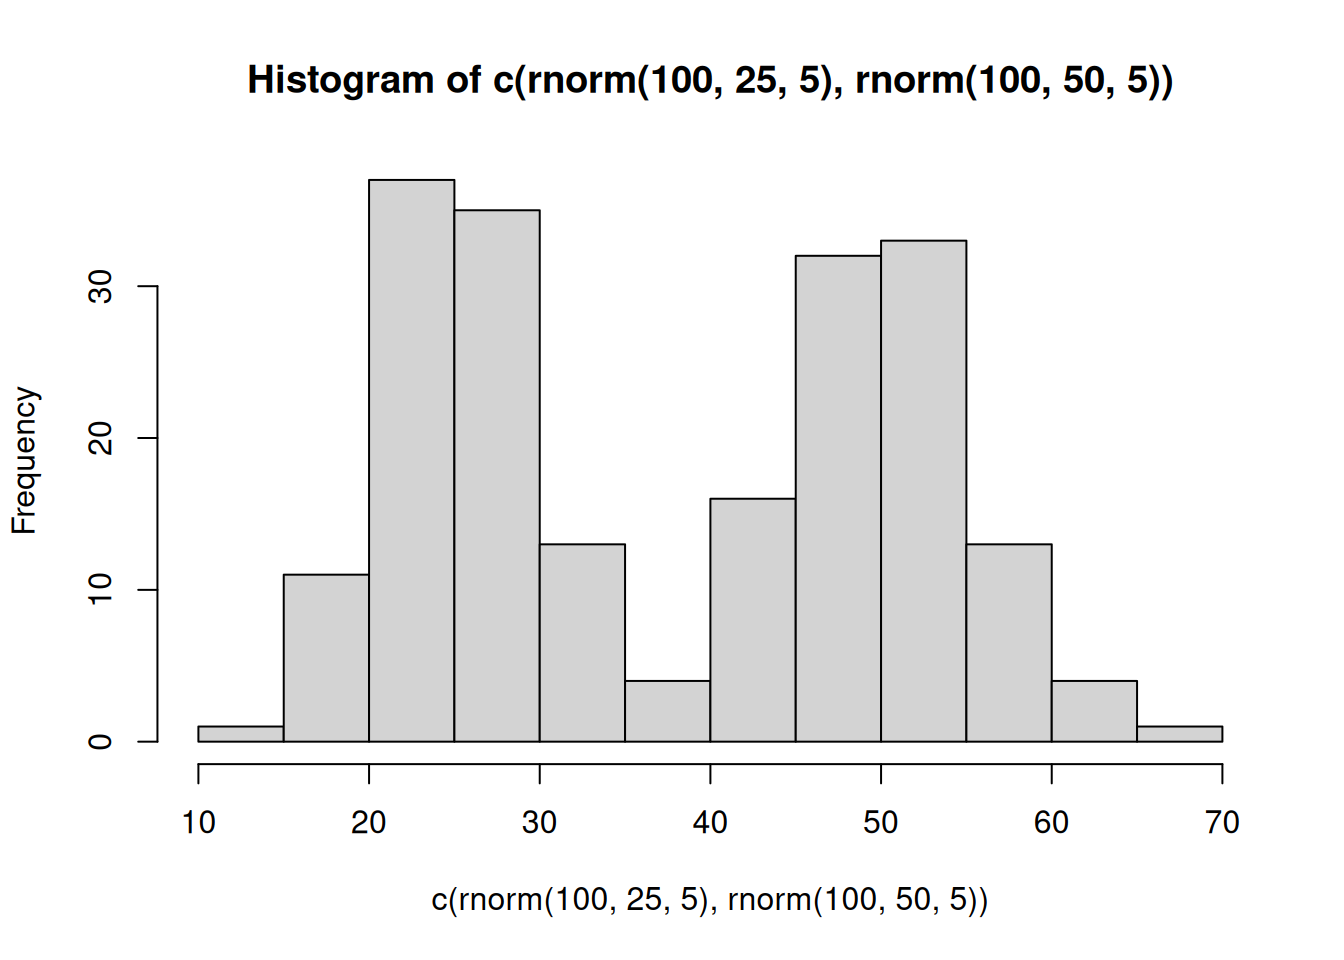 Histogram of c(rnorm(100, 25, 5), rnorm(100, 50, 5))
Frequency
30
20
10
0
10 20 30 40 50 60 70
c(rnorm(100, 25, 5), rnorm(100, 50, 5))